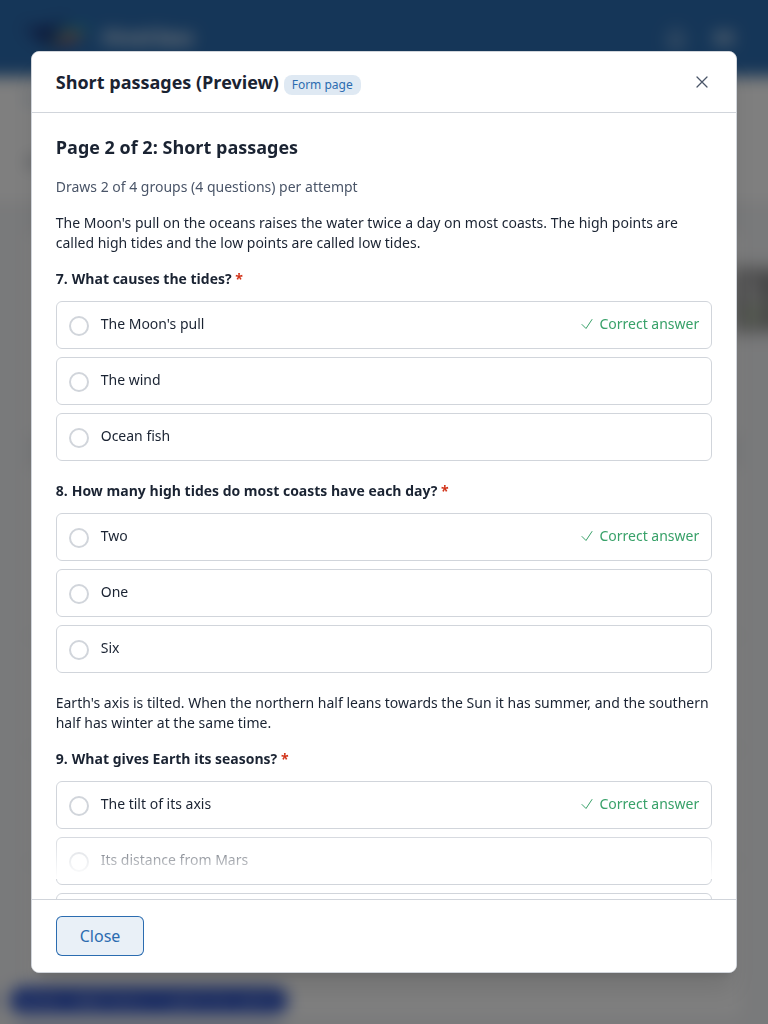 Short passages (Preview) Form page
Page 2 of 2: Short passages
Draws 2 of 4 groups (4 questions) per attempt
The Moon's pull on the oceans raises the water twice a day on most coasts. The high points are
called high tides and the low points are called low tides.
7. What causes the tides? *
The Moon's pull
Correct answer
The wind
Ocean fish
8. How many high tides do most coasts have each day? *
Two
Correct answer
One
Six
Earth's axis is tilted. When the northern half leans towards the Sun it has summer, and the southern
half has winter at the same time.
9. What gives Earth its seasons? *
The tilt of its axis
Correct answer
Its distance from Mars
Close